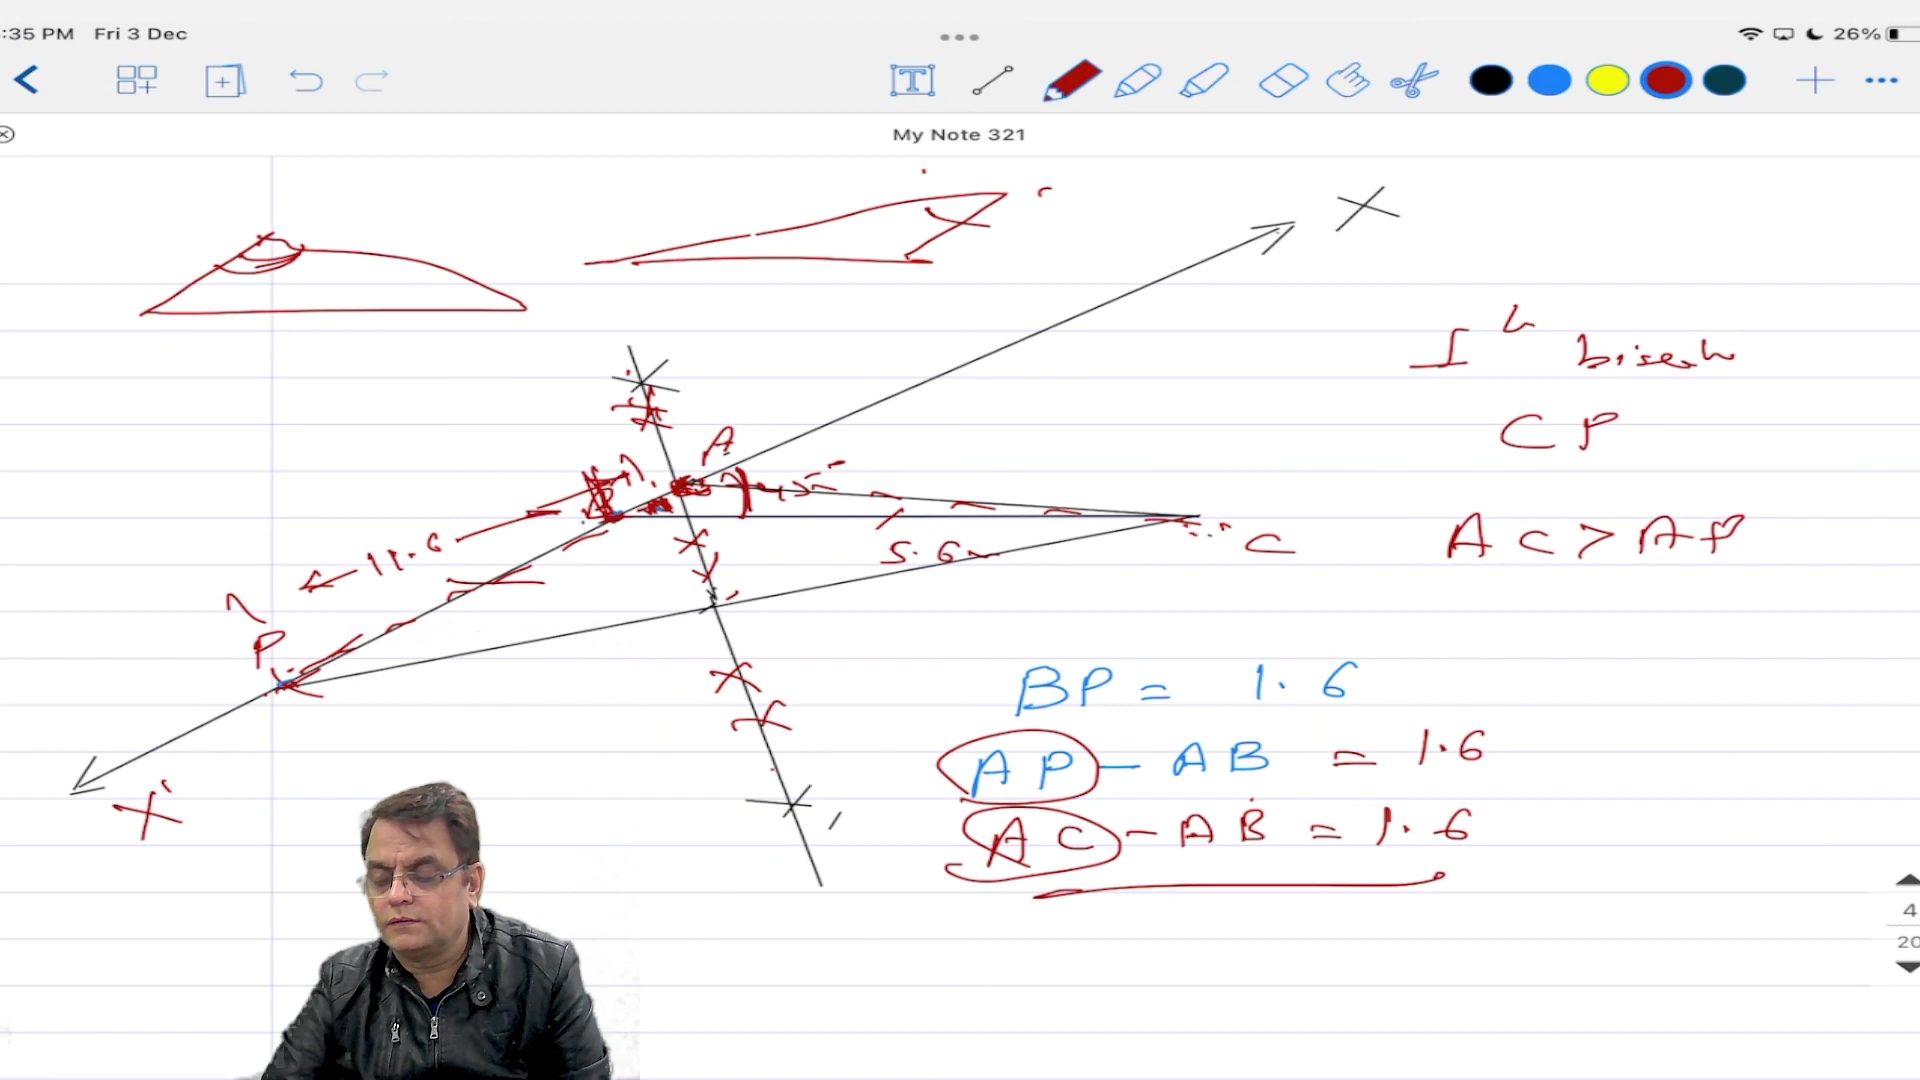 :35 PM Fri 3 Dec
26%
T
My Note 321
X
bisect
CP
A
11.6
45°
5.6
C
AC > AP
P
BP = 1.6
AP - AB = 1.6
X'
AC - AB = 1.6
4
20